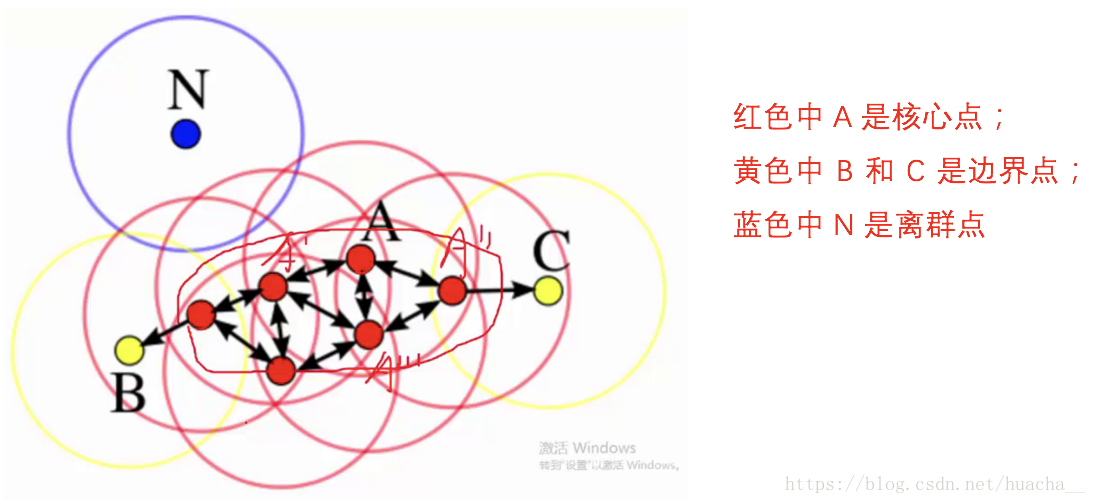 N
A
A'
A''
C
A'''
B
红色中 A 是核心点；
黄色中 B 和 C 是边界点；
蓝色中 N 是离群点
激活 Windows
转到"设置"以激活 Windows。
https://blog.csdn.net/huacha__